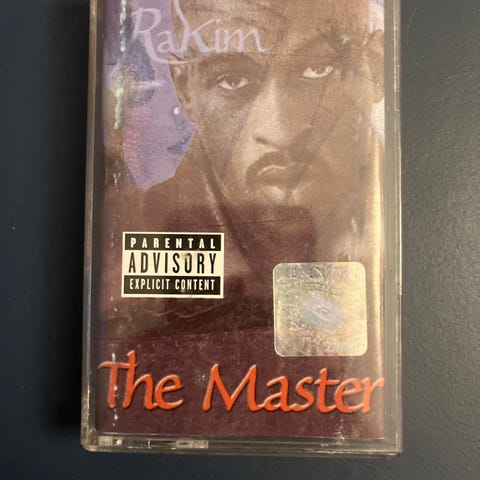 Rakim
PARENTAL
ADVISORY
EXPLICIT CONTENT
The Master